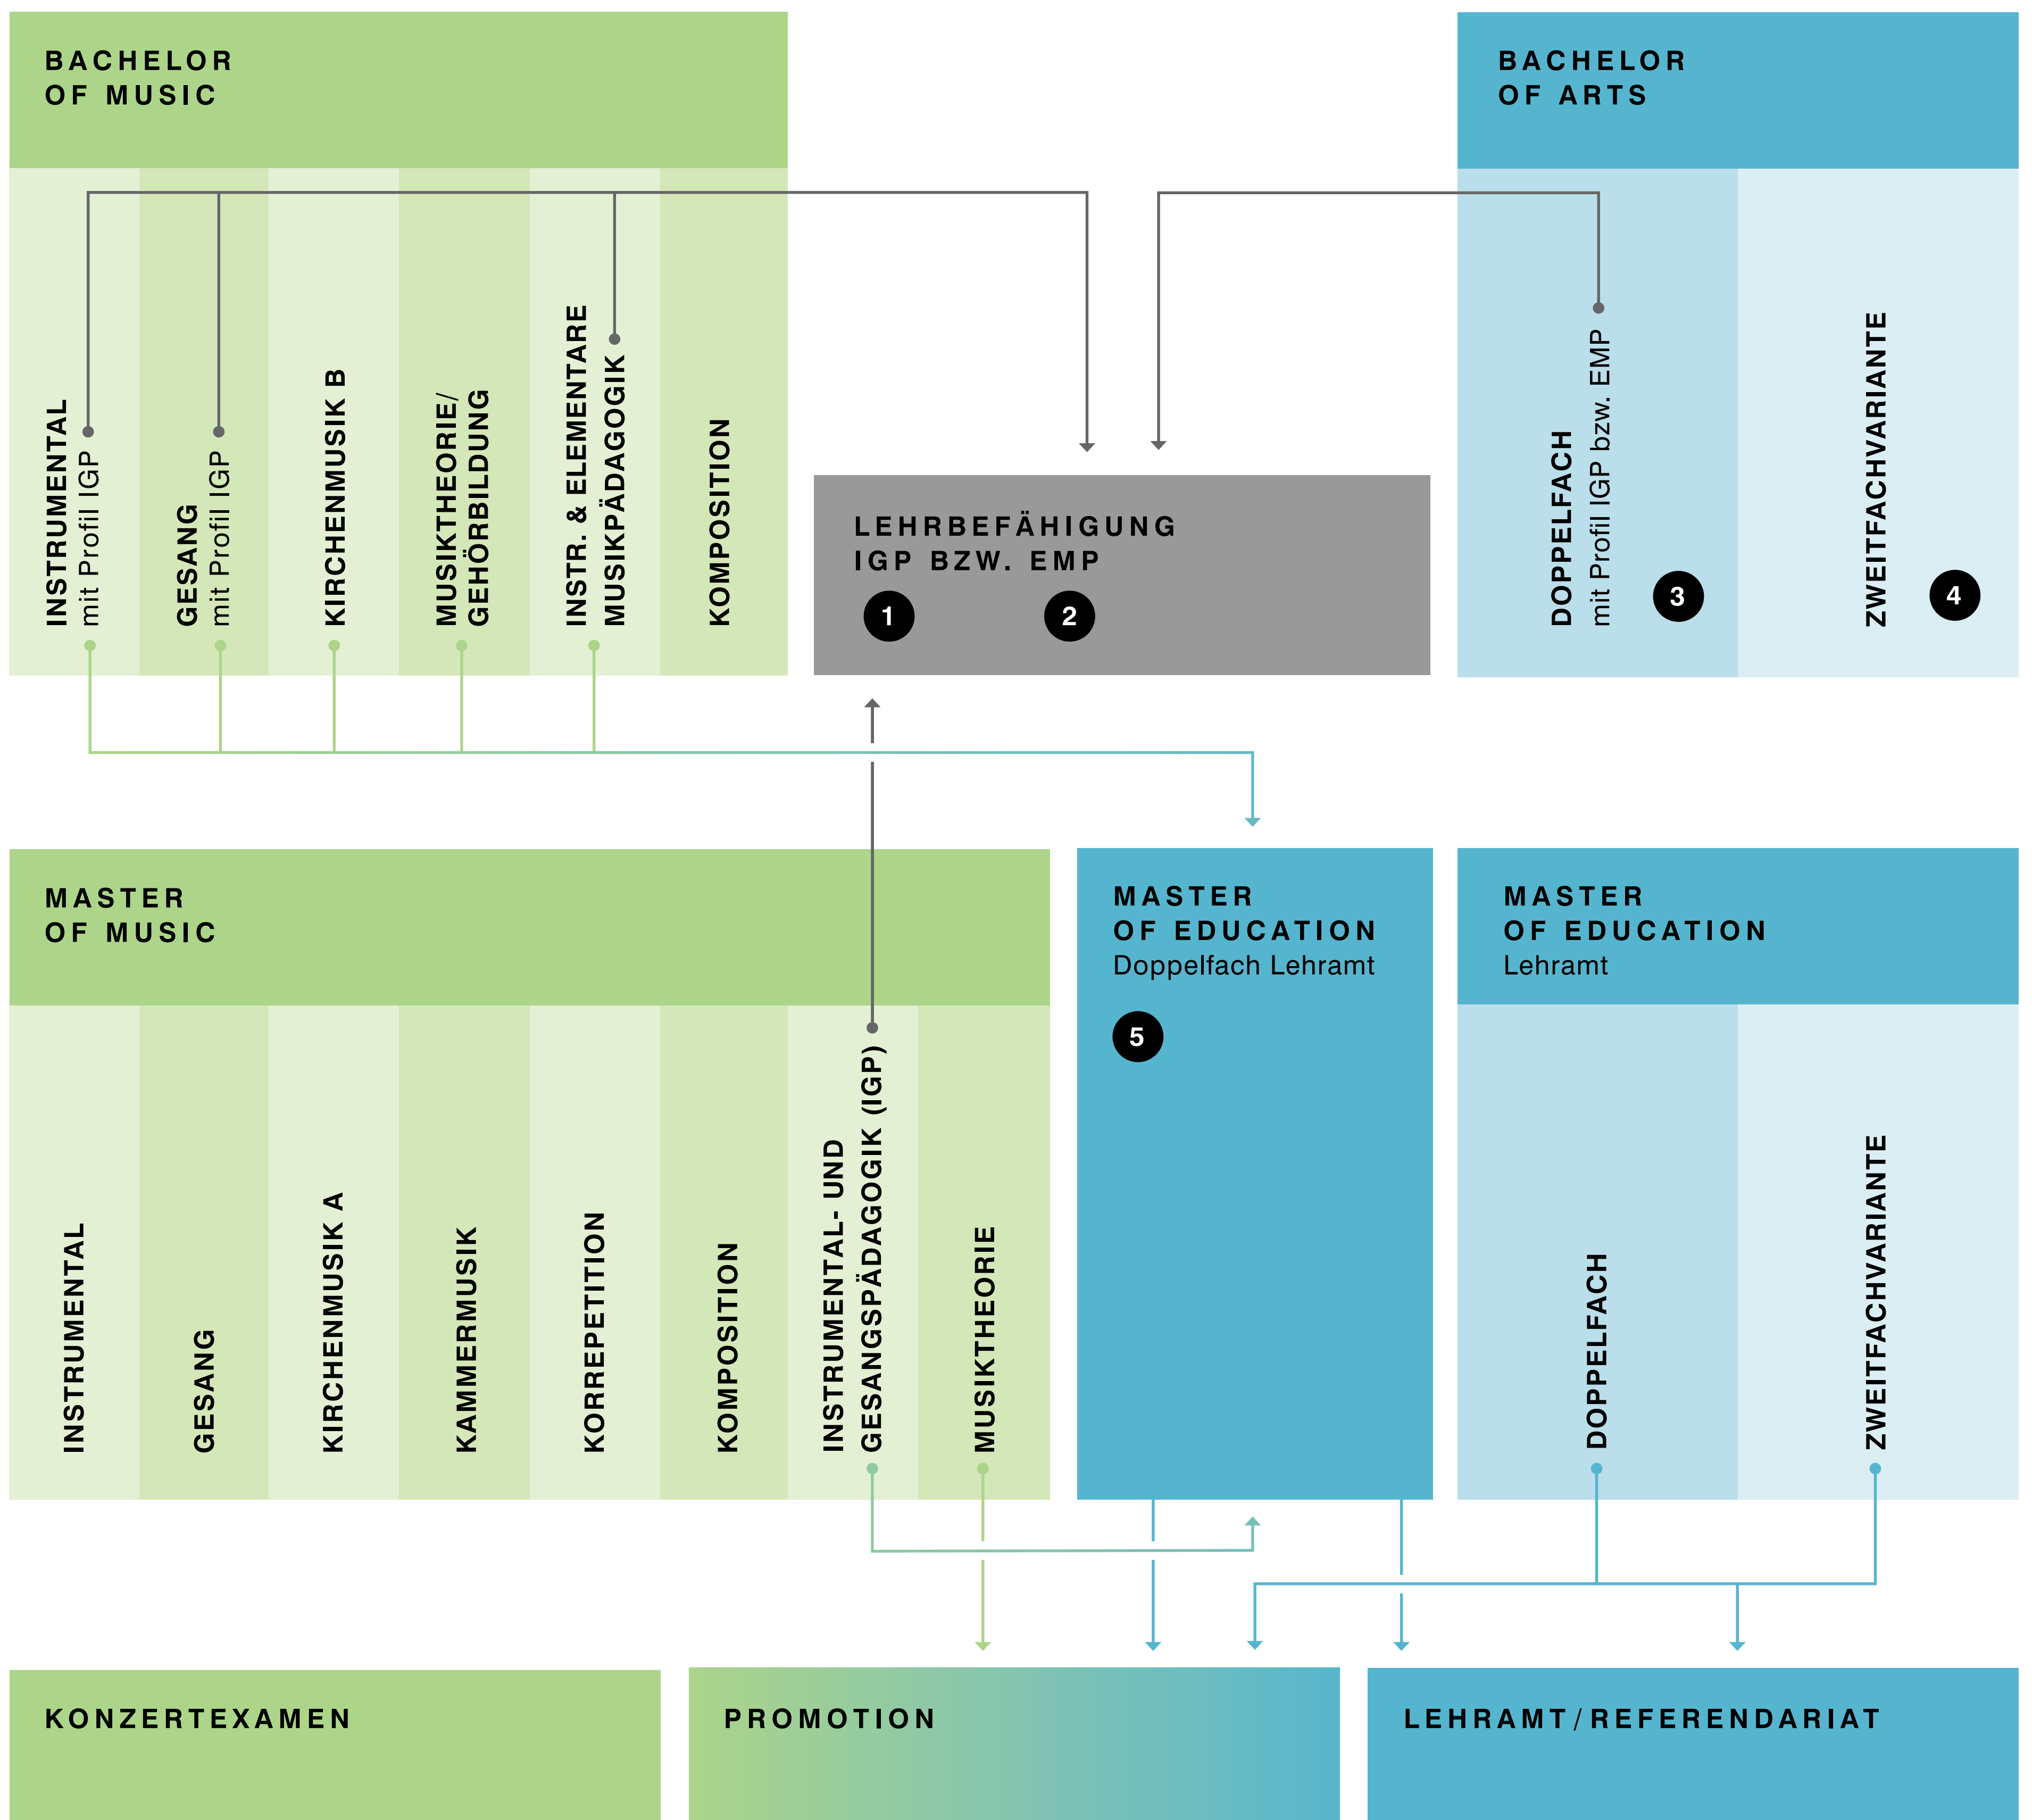 BACHELOR
OF MUSIC
INSTRUMENTAL
mit Profil IGP
GESANG
mit Profil IGP
KIRCHENMUSIK B
MUSIKTHEORIE/
GEHÖRBILDUNG
INSTR. & ELEMENTARE
MUSIKPÄDAGOGIK
KOMPOSITION
LEHRBEFÄHIGUNG
IGP BZW. EMP
1 2
BACHELOR
OF ARTS
DOPPELFACH
mit Profil IGP bzw. EMP
3
ZWEITFACHVARIANTE
4
MASTER
OF MUSIC
INSTRUMENTAL
GESANG
KIRCHENMUSIK A
KAMMERMUSIK
KORREPETITION
KOMPOSITION
INSTRUMENTAL- UND
GESANGSPÄDAGOGIK (IGP)
MUSIKTHEORIE
MASTER
OF EDUCATION
Doppelfach Lehramt
5
MASTER
OF EDUCATION
Lehramt
DOPPELFACH
ZWEITFACHVARIANTE
KONZERTEXAMEN
PROMOTION
LEHRAMT/REFERENDARIAT